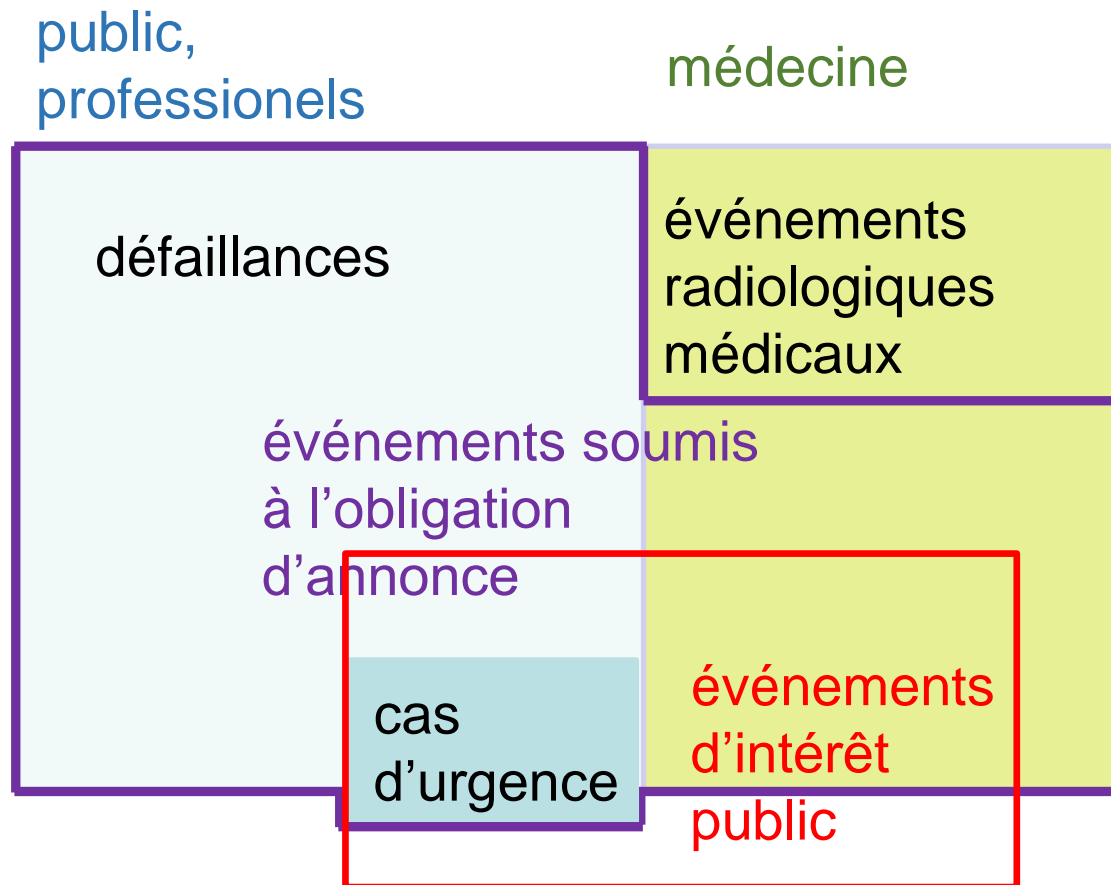 public,
professionels
médecine
défaillances
événements
radiologiques
médicaux
événements soumis
à l’obligation
d’annonce
cas
d’urgence
événements
d’intérêt
public